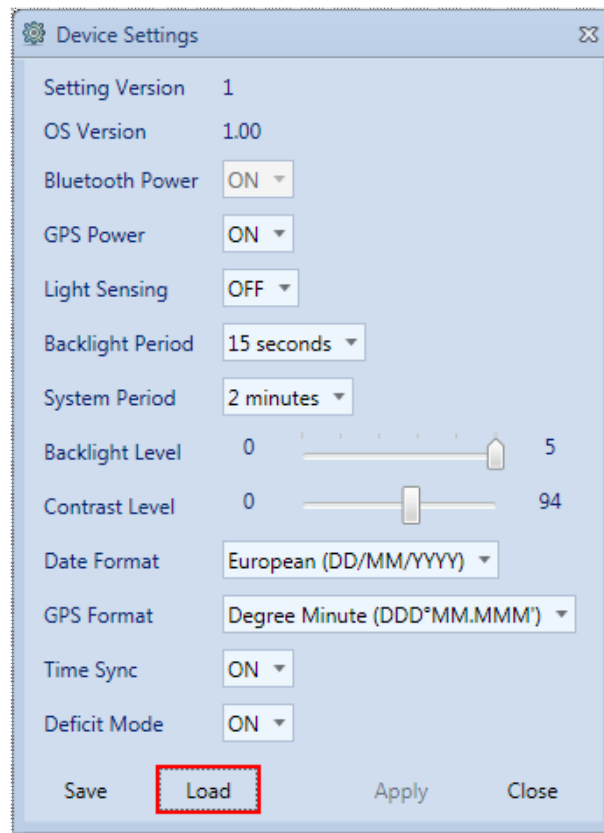 Device Settings
Setting Version 1
OS Version 1.00
Bluetooth Power ON
GPS Power ON
Light Sensing OFF
Backlight Period 15 seconds
System Period 2 minutes
Backlight Level 0 5
Contrast Level 0 94
Date Format European (DD/MM/YYYY)
GPS Format Degree Minute (DDD°MM.MMM')
Time Sync ON
Deficit Mode ON
Save Load Apply Close